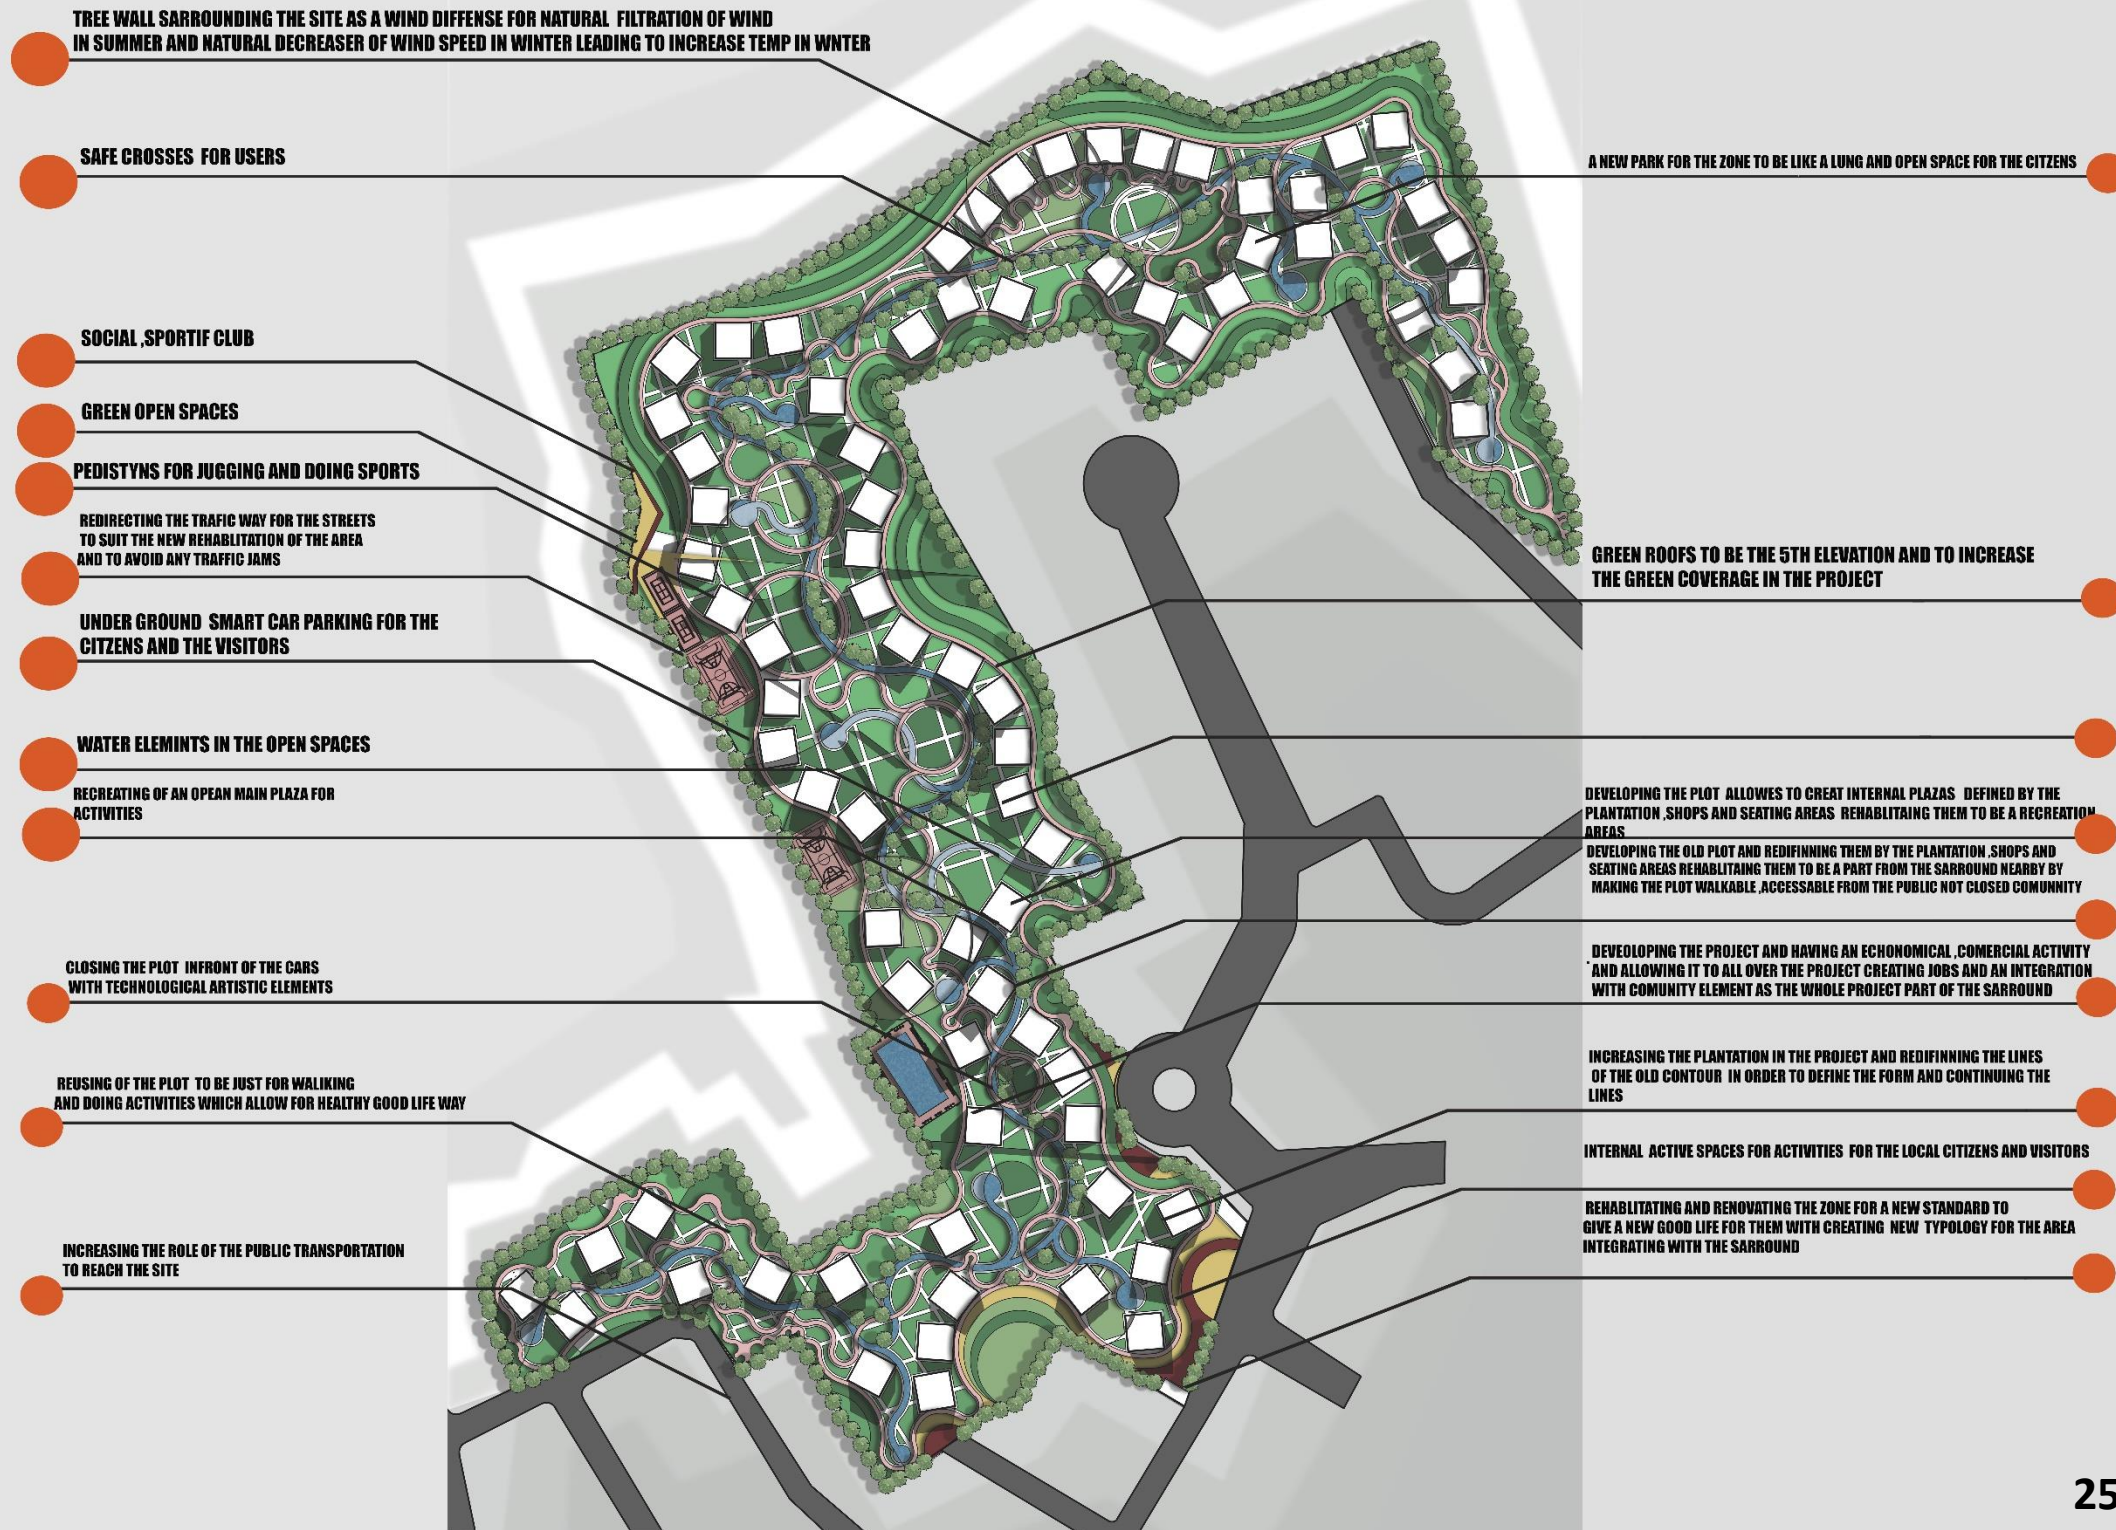 TREE WALL SARROUNDING THE SITE AS A WIND DIFFENSE FOR NATURAL FILTRATION OF WIND
IN SUMMER AND NATURAL DECREASER OF WIND SPEED IN WINTER LEADING TO INCREASE TEMP IN WNTER
SAFE CROSSES FOR USERS
SOCIAL ,SPORTIF CLUB
GREEN OPEN SPACES
PEDISTYNS FOR JUGGING AND DOING SPORTS
REDIRECTING THE TRAFIC WAY FOR THE STREETS
TO SUIT THE NEW REHABLITATION OF THE AREA
AND TO AVOID ANY TRAFFIC JAMS
UNDER GROUND SMART CAR PARKING FOR THE
CITZENS AND THE VISITORS
WATER ELEMINTS IN THE OPEN SPACES
RECREATING OF AN OPEAN MAIN PLAZA FOR
ACTIVITIES
CLOSING THE PLOT INFRONT OF THE CARS
WITH TECHNOLOGICAL ARTISTIC ELEMENTS
REUSING OF THE PLOT TO BE JUST FOR WALIKING
AND DOING ACTIVITIES WHICH ALLOW FOR HEALTHY GOOD LIFE WAY
INCREASING THE ROLE OF THE PUBLIC TRANSPORTATION
TO REACH THE SITE
A NEW PARK FOR THE ZONE TO BE LIKE A LUNG AND OPEN SPACE FOR THE CITZENS
GREEN ROOFS TO BE THE 5TH ELEVATION AND TO INCREASE
THE GREEN COVERAGE IN THE PROJECT
DEVELOPING THE PLOT ALLOWES TO CREAT INTERNAL PLAZAS DEFINED BY THE
PLANTATION ,SHOPS AND SEATING AREAS REHABLITAING THEM TO BE A RECREATION
AREAS
DEVELOPING THE OLD PLOT AND REDIFINNING THEM BY THE PLANTATION ,SHOPS AND
SEATING AREAS REHABLITAING THEM TO BE A PART FROM THE SARROUND NEARBY BY
MAKING THE PLOT WALKABLE ,ACCESSABLE FROM THE PUBLIC NOT CLOSED COMUNNITY
. DEVEOLOPING THE PROJECT AND HAVING AN ECHONOMICAL ,COMERCIAL ACTIVITY
AND ALLOWING IT TO ALL OVER THE PROJECT CREATING JOBS AND AN INTEGRATION
WITH COMUNITY ELEMENT AS THE WHOLE PROJECT PART OF THE SARROUND
INCREASING THE PLANTATION IN THE PROJECT AND REDIFINNING THE LINES
OF THE OLD CONTOUR IN ORDER TO DEFINE THE FORM AND CONTINUING THE
LINES
INTERNAL ACTIVE SPACES FOR ACTIVITIES FOR THE LOCAL CITIZENS AND VISITORS
REHABLITATING AND RENOVATING THE ZONE FOR A NEW STANDARD TO
GIVE A NEW GOOD LIFE FOR THEM WITH CREATING NEW TYPOLOGY FOR THE AREA
INTEGRATING WITH THE SARROUND
25